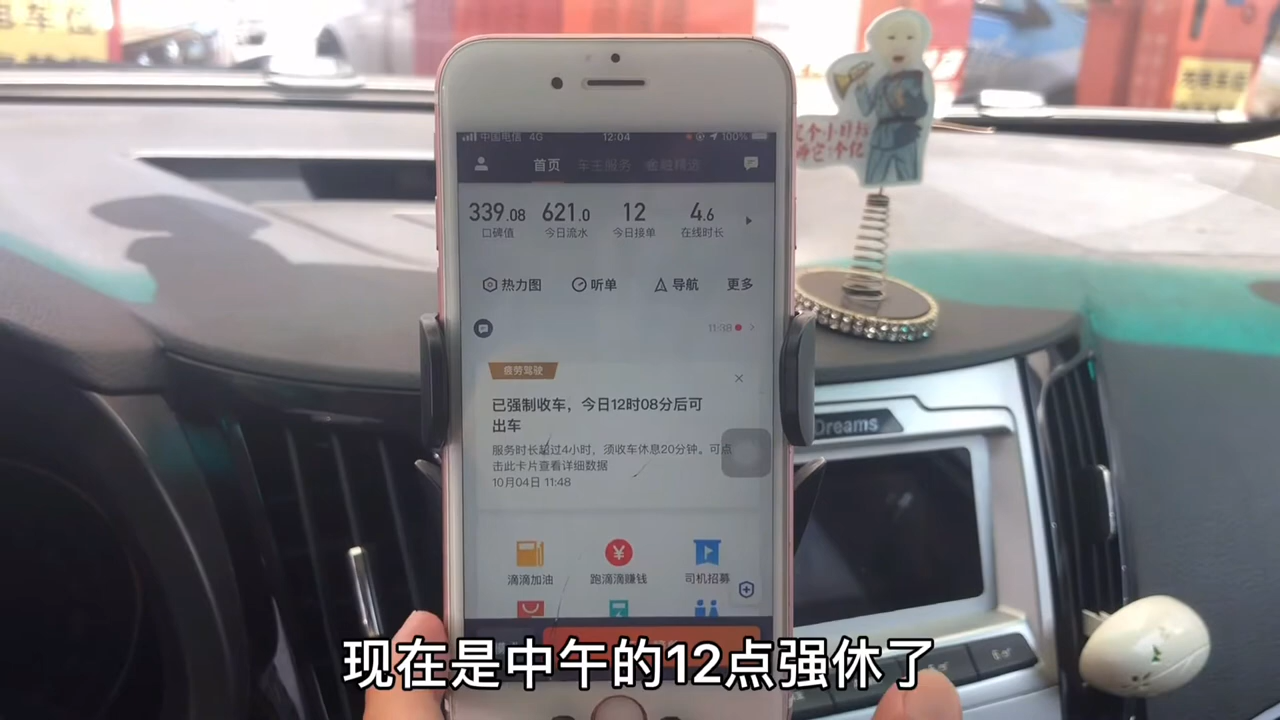 中国电信 4G 12:04 100%
首页 车主服务 金融精选
339.08 621.0 12 4.6
口碑值 今日流水 今日接单 在线时长
热力图 听单 导航 更多
11:38
疲劳驾驶
已强制收车，今日12时08分后可
出车
服务时长超过4小时，须收车休息20分钟。可点
击此卡片查看详细数据
10月04日 11:48
滴滴加油 跑滴滴赚钱 司机招募
Dreams
现在是中午的12点强休了